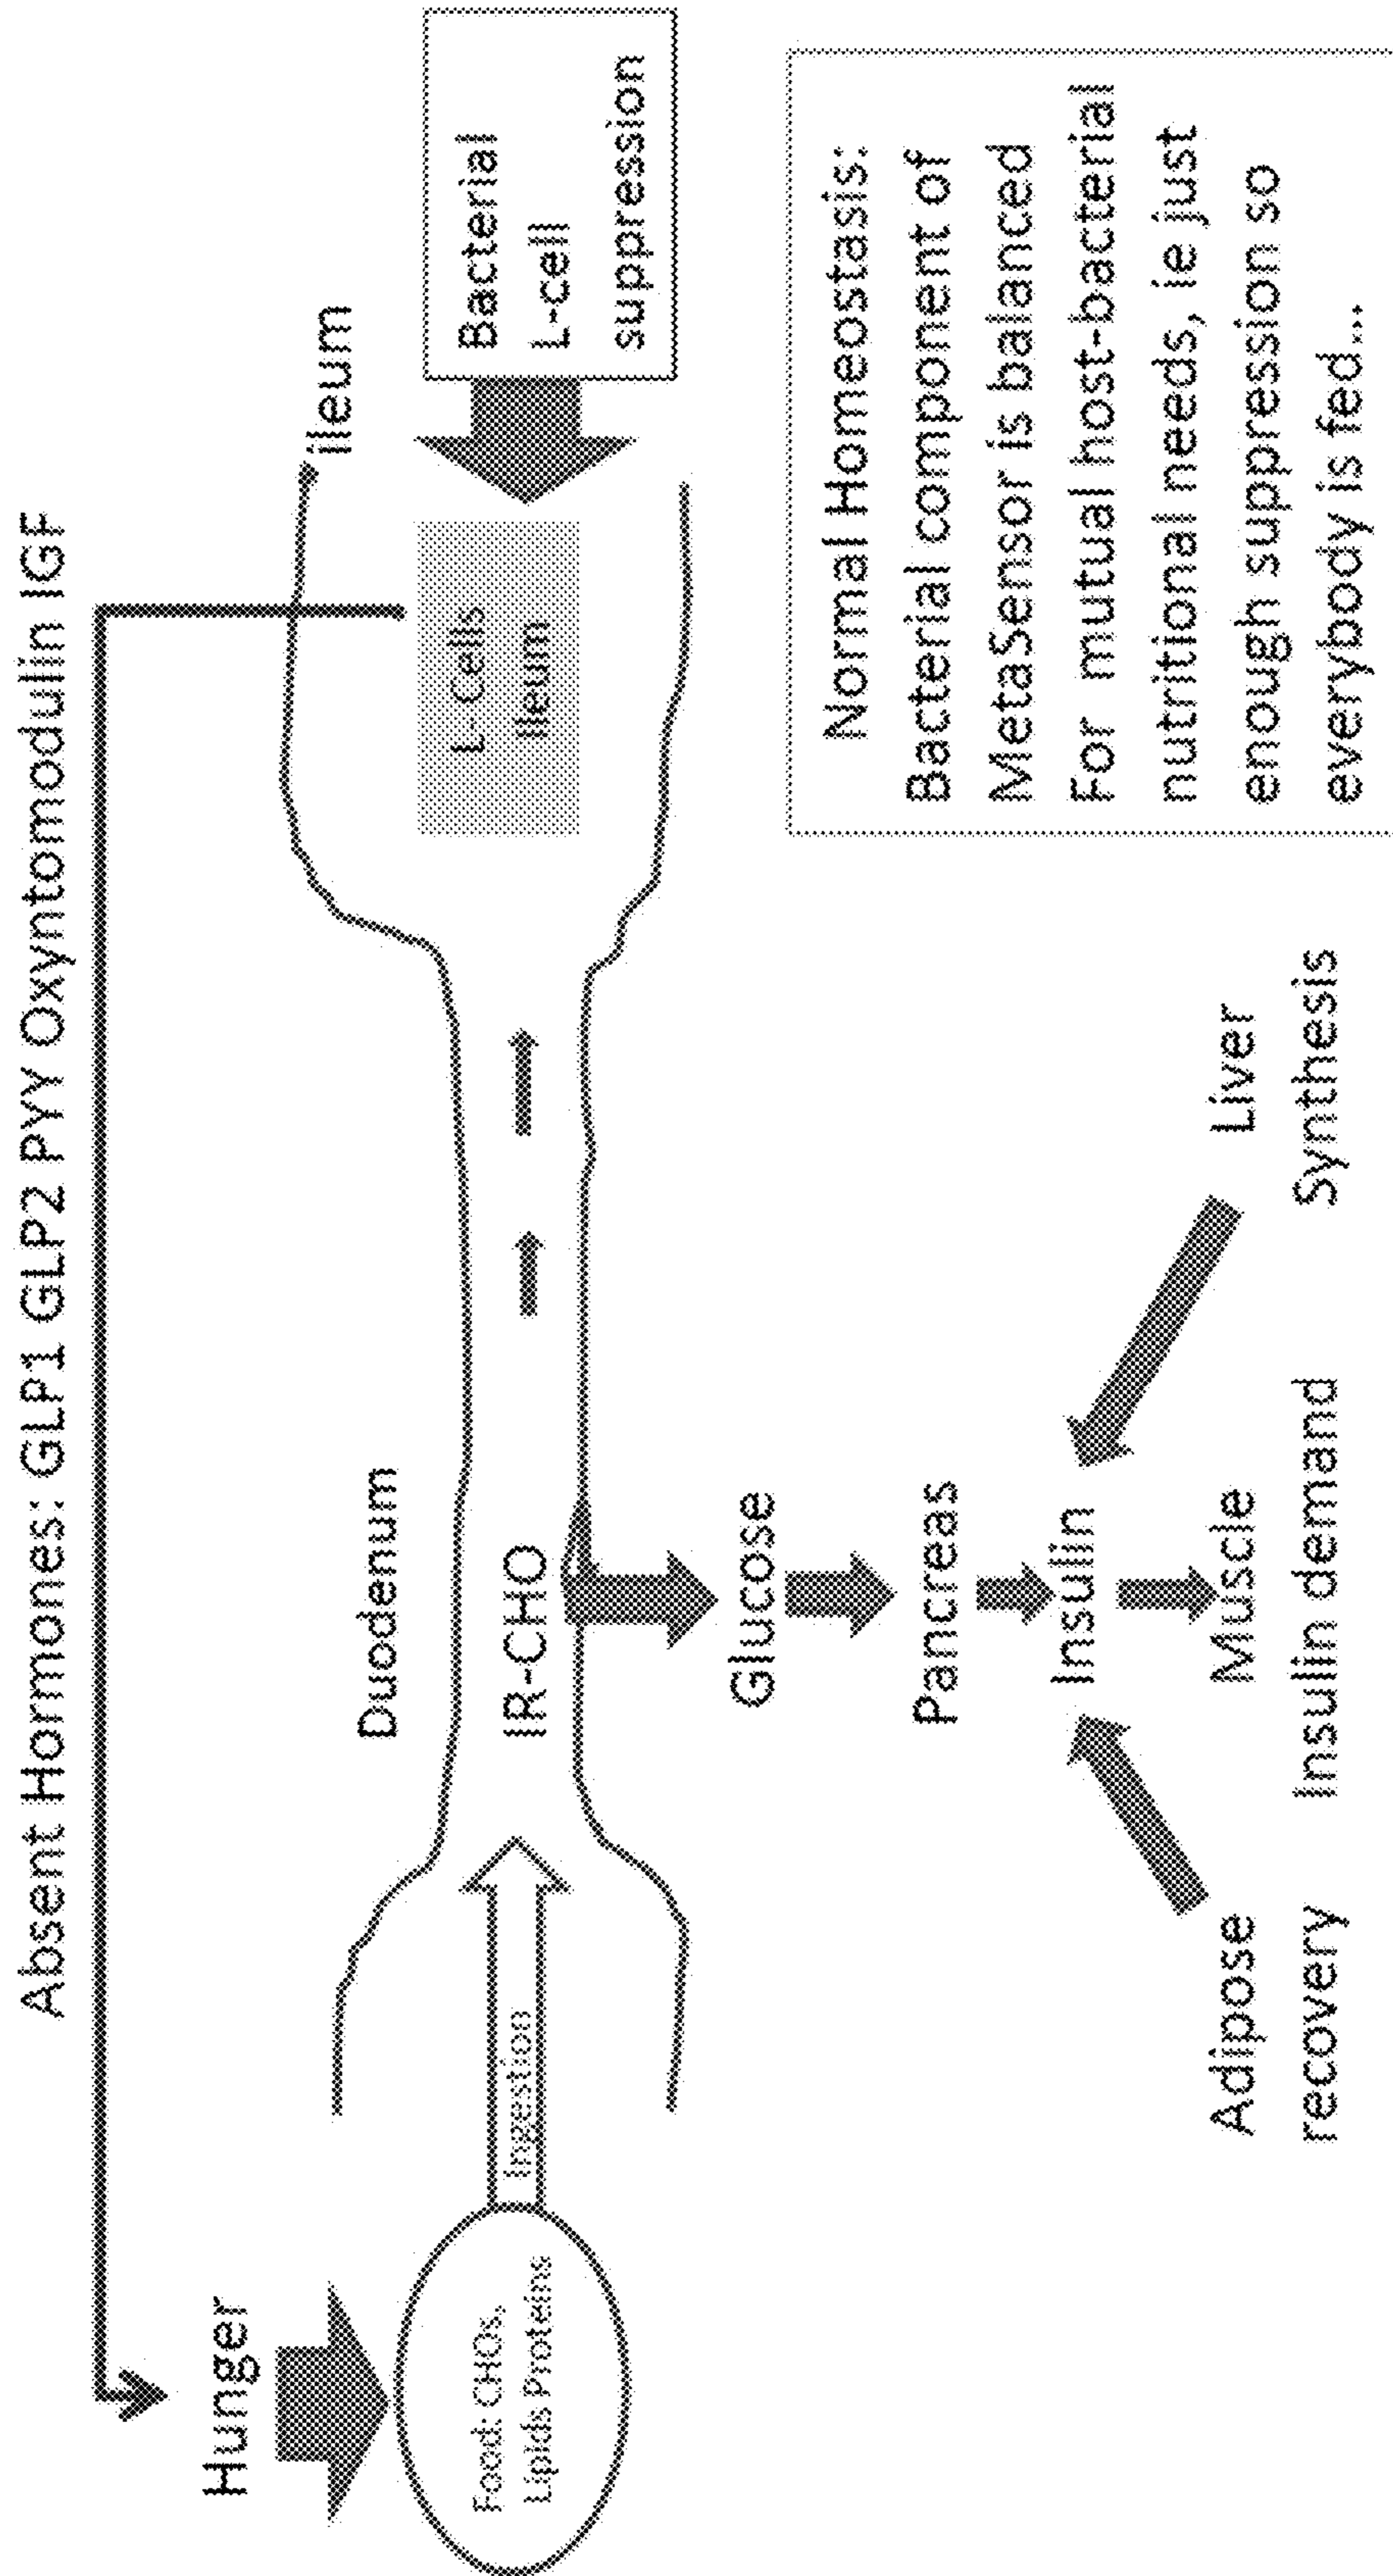 Absent Hormones: GLP1 GLP2 PYY Oxyntomodulin IGF
Hunger
ileum
Duodenum
Food: CHOs,
Lipids Proteins
Ingestion
IR-CHO
L-Cells
Ileum
Bacterial
L-cell
suppression
Glucose
Pancreas
Insulin
Adipose
recovery
Muscle
Insulin demand
Liver
Synthesis
Normal Homeostasis:
Bacterial component of
MetaSensor is balanced
For mutual host-bacterial
nutritional needs, ie just
enough suppression so
everybody is fed...